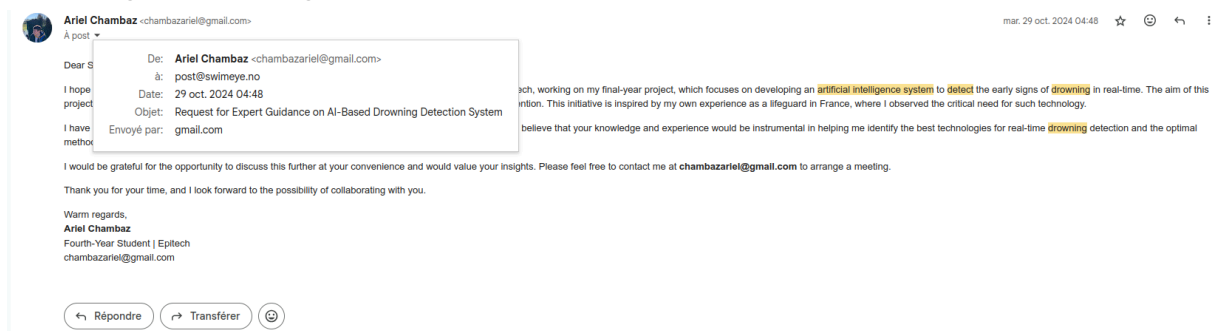 Ariel Chambaz <chambazariel@gmail.com>
mar. 29 oct. 2024 04:48
À post
De: Ariel Chambaz <chambazariel@gmail.com>
à: post@swimeye.no
Date: 29 oct. 2024 04:48
Objet: Request for Expert Guidance on AI-Based Drowning Detection System
Envoyé par: gmail.com
Dear S
I hope ech, working on my final-year project, which focuses on developing an artificial intelligence system to detect the early signs of drowning in real-time. The aim of this
project ntion. This initiative is inspired by my own experience as a lifeguard in France, where I observed the critical need for such technology.
I have believe that your knowledge and experience would be instrumental in helping me identify the best technologies for real-time drowning detection and the optimal
metho
I would be grateful for the opportunity to discuss this further at your convenience and would value your insights. Please feel free to contact me at chambazariel@gmail.com to arrange a meeting.
Thank you for your time, and I look forward to the possibility of collaborating with you.
Warm regards,
Ariel Chambaz
Fourth-Year Student | Epitech
chambazariel@gmail.com
Répondre
Transférer